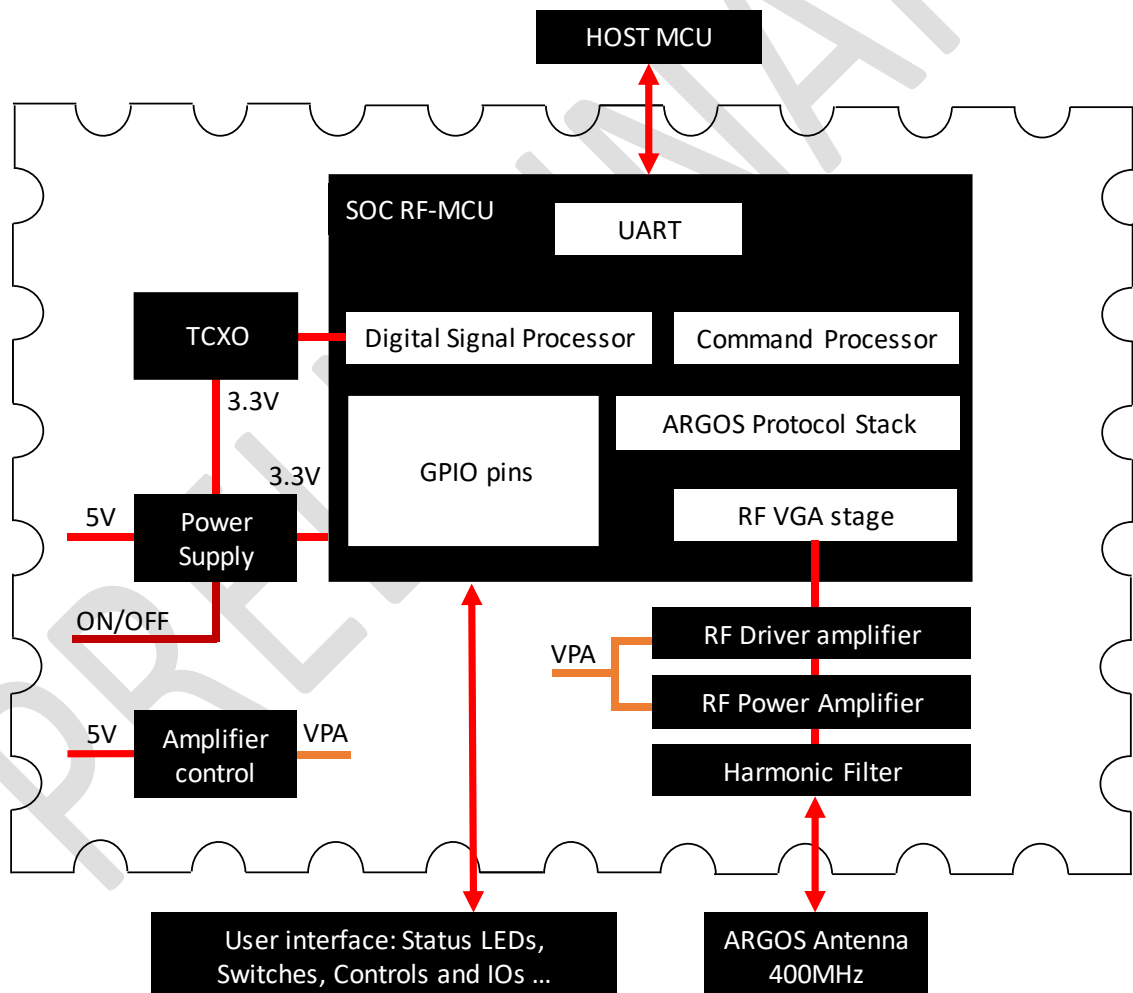 HOST MCU
SOC RF-MCU
UART
TCXO
Digital Signal Processor
Command Processor
3.3V
ARGOS Protocol Stack
GPIO pins
3.3V
5V
Power
Supply
RF VGA stage
ON/OFF
RF Driver amplifier
VPA
RF Power Amplifier
5V
Amplifier
control
VPA
Harmonic Filter
User interface: Status LEDs,
Switches, Controls and IOs ...
ARGOS Antenna
400MHz